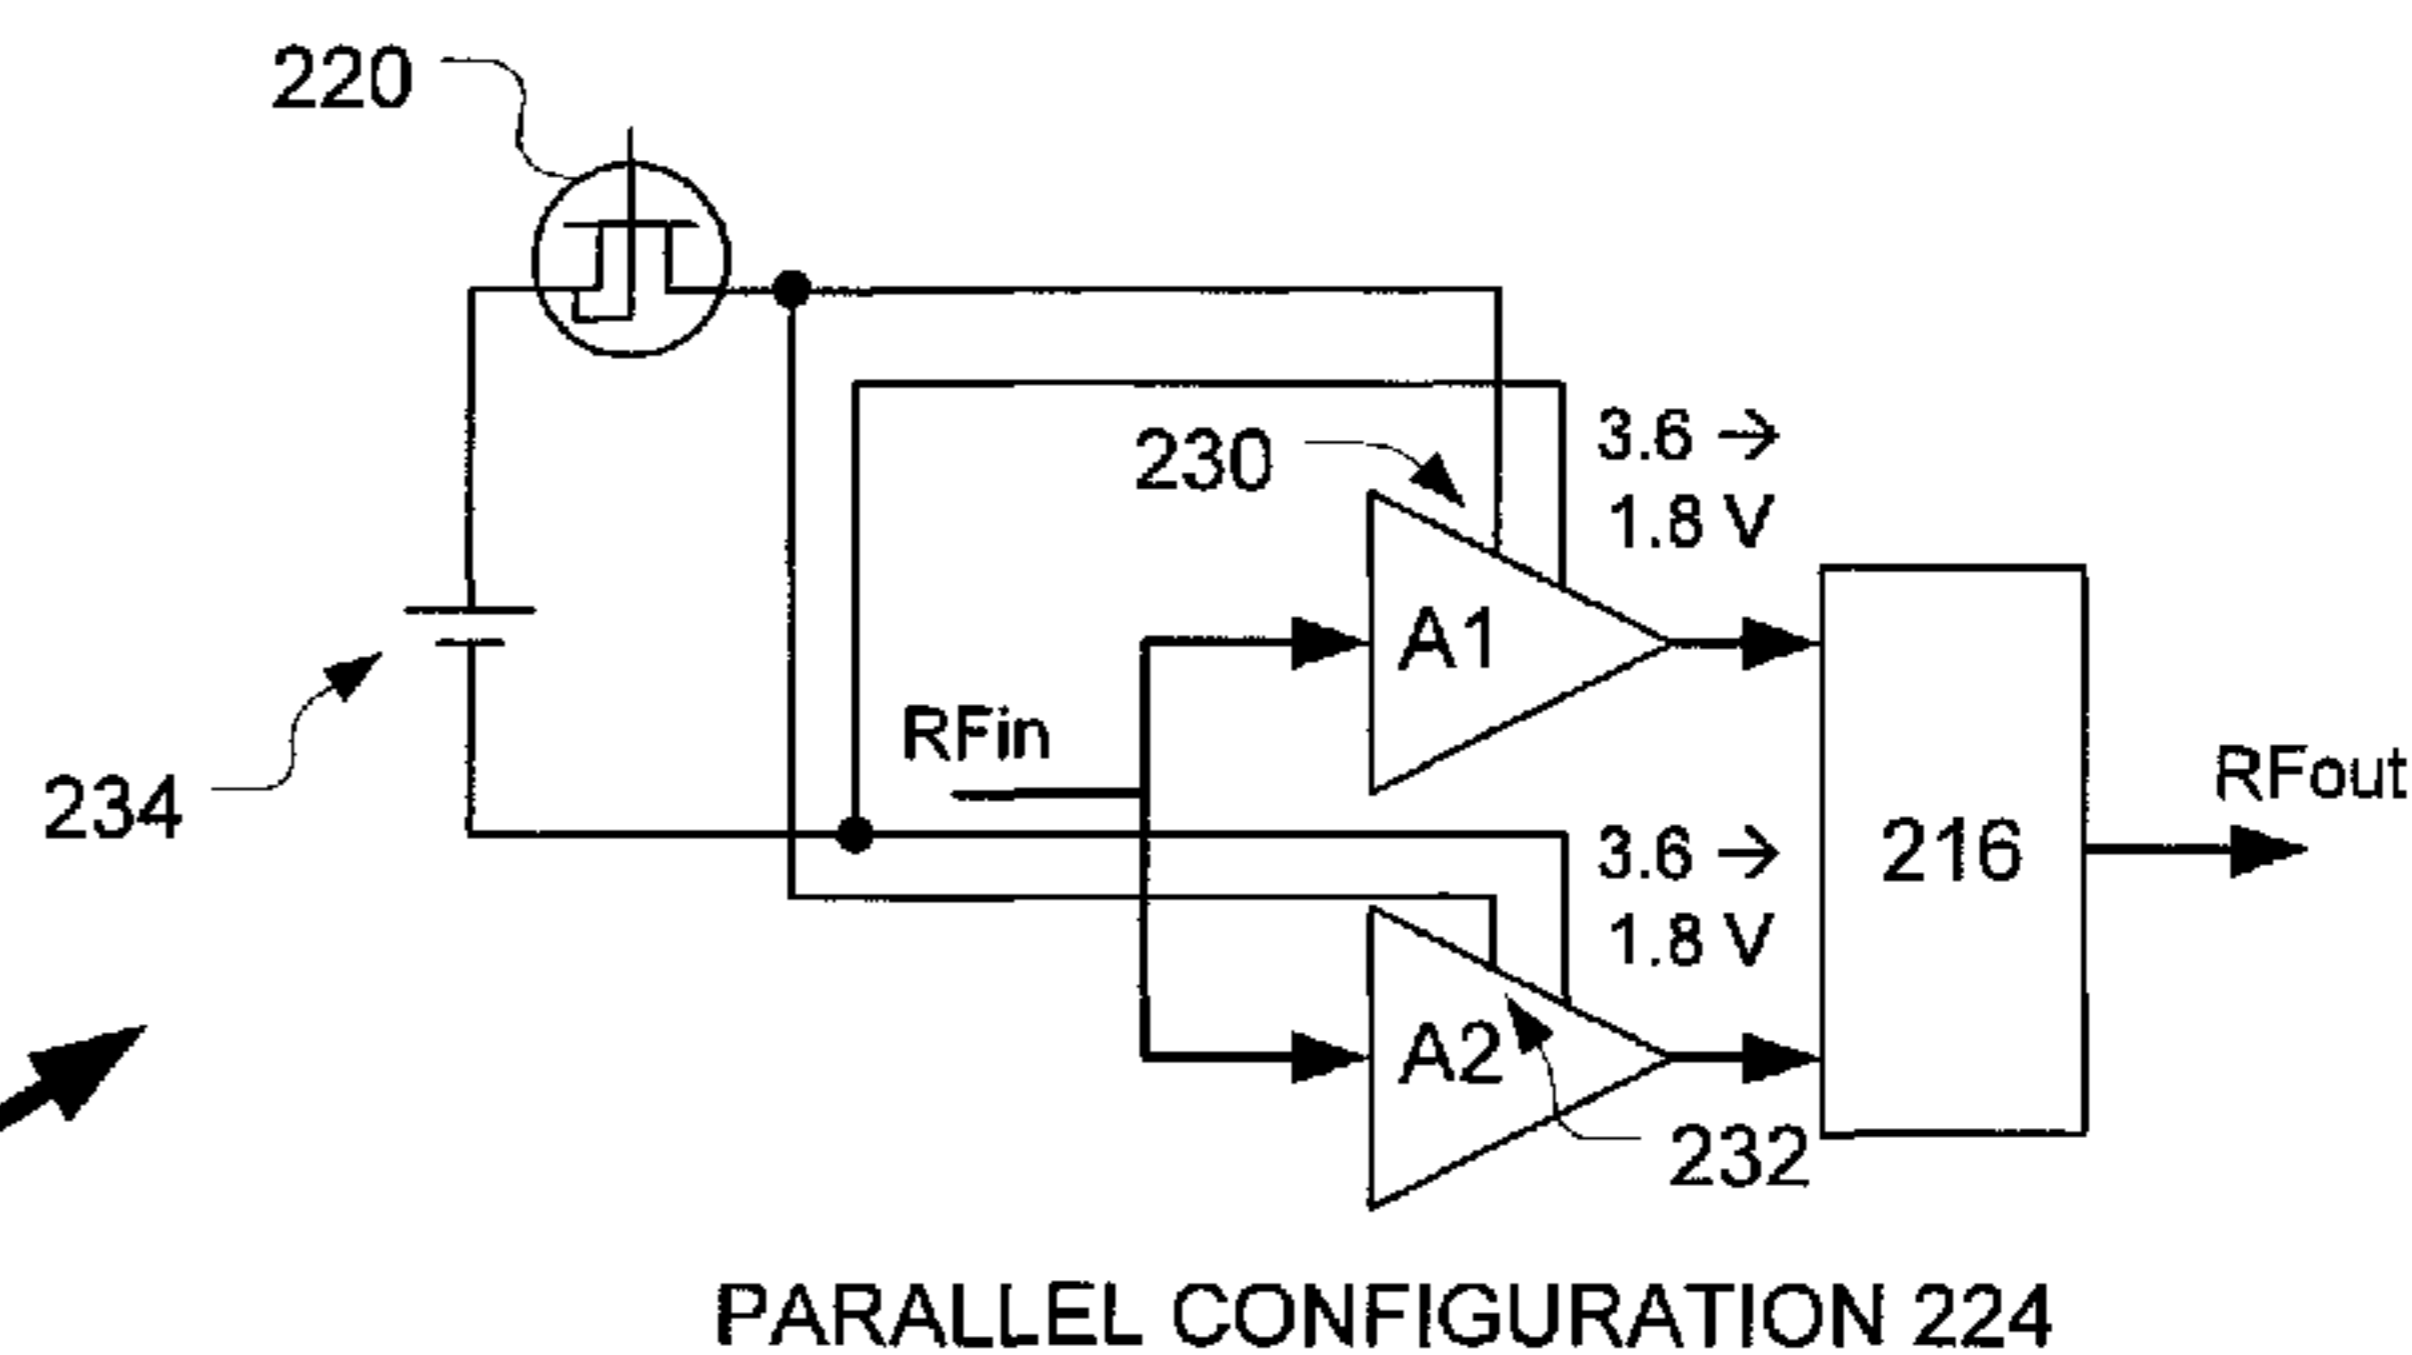 220
230
3.6 →
1.8 V
A1
RFin
234
RFout
3.6 →
216
1.8 V
A2
232
PARALLEL CONFIGURATION 224